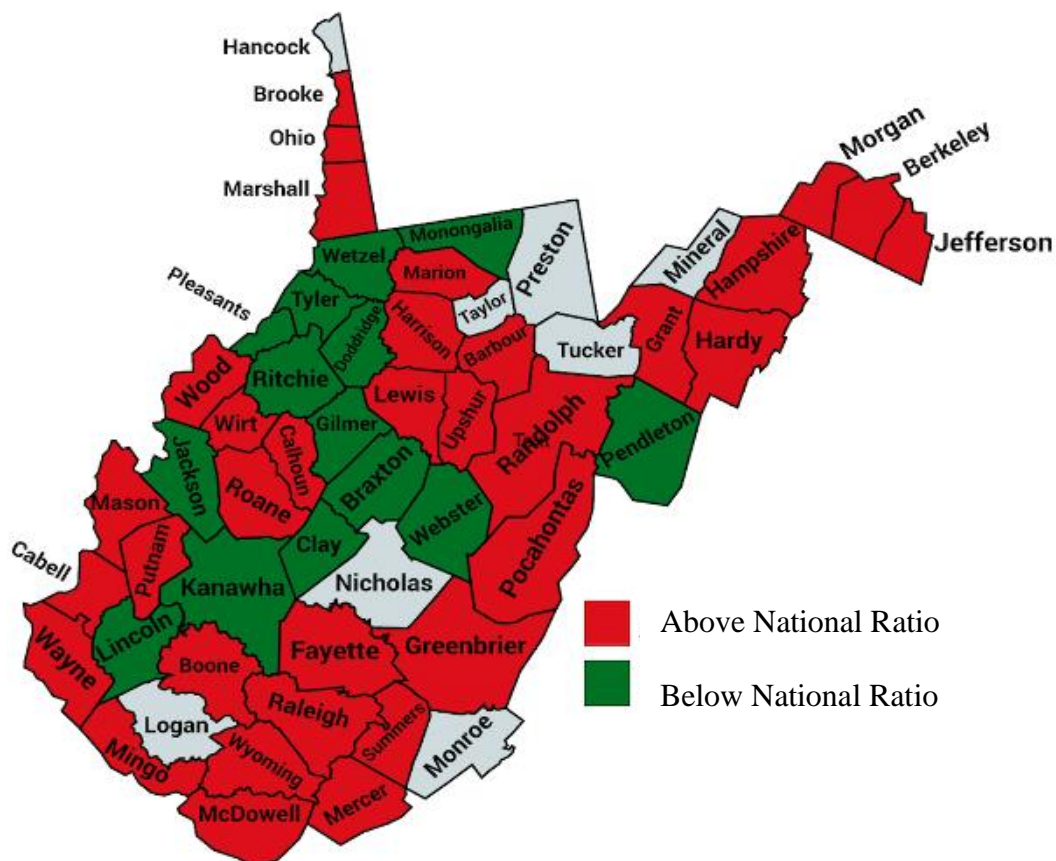 Hancock
Brooke
Ohio
Marshall
Morgan
Berkeley
Jefferson
Wetzel
Monongalia
Marion
Preston
Mineral
Hampshire
Pleasants
Tyler
Doddridge
Harrison
Taylor
Barbour
Tucker
Grant
Hardy
Wood
Ritchie
Wirt
Calhoun
Gilmer
Lewis
Upshur
Randolph
Pendleton
Jackson
Roane
Braxton
Webster
Pocahontas
Mason
Putnam
Clay
Cabell
Kanawha
Nicholas
Wayne
Lincoln
Boone
Fayette
Greenbrier
Logan
Raleigh
Summers
Monroe
Mingo
Wyoming
McDowell
Mercer
Above National Ratio
Below National Ratio